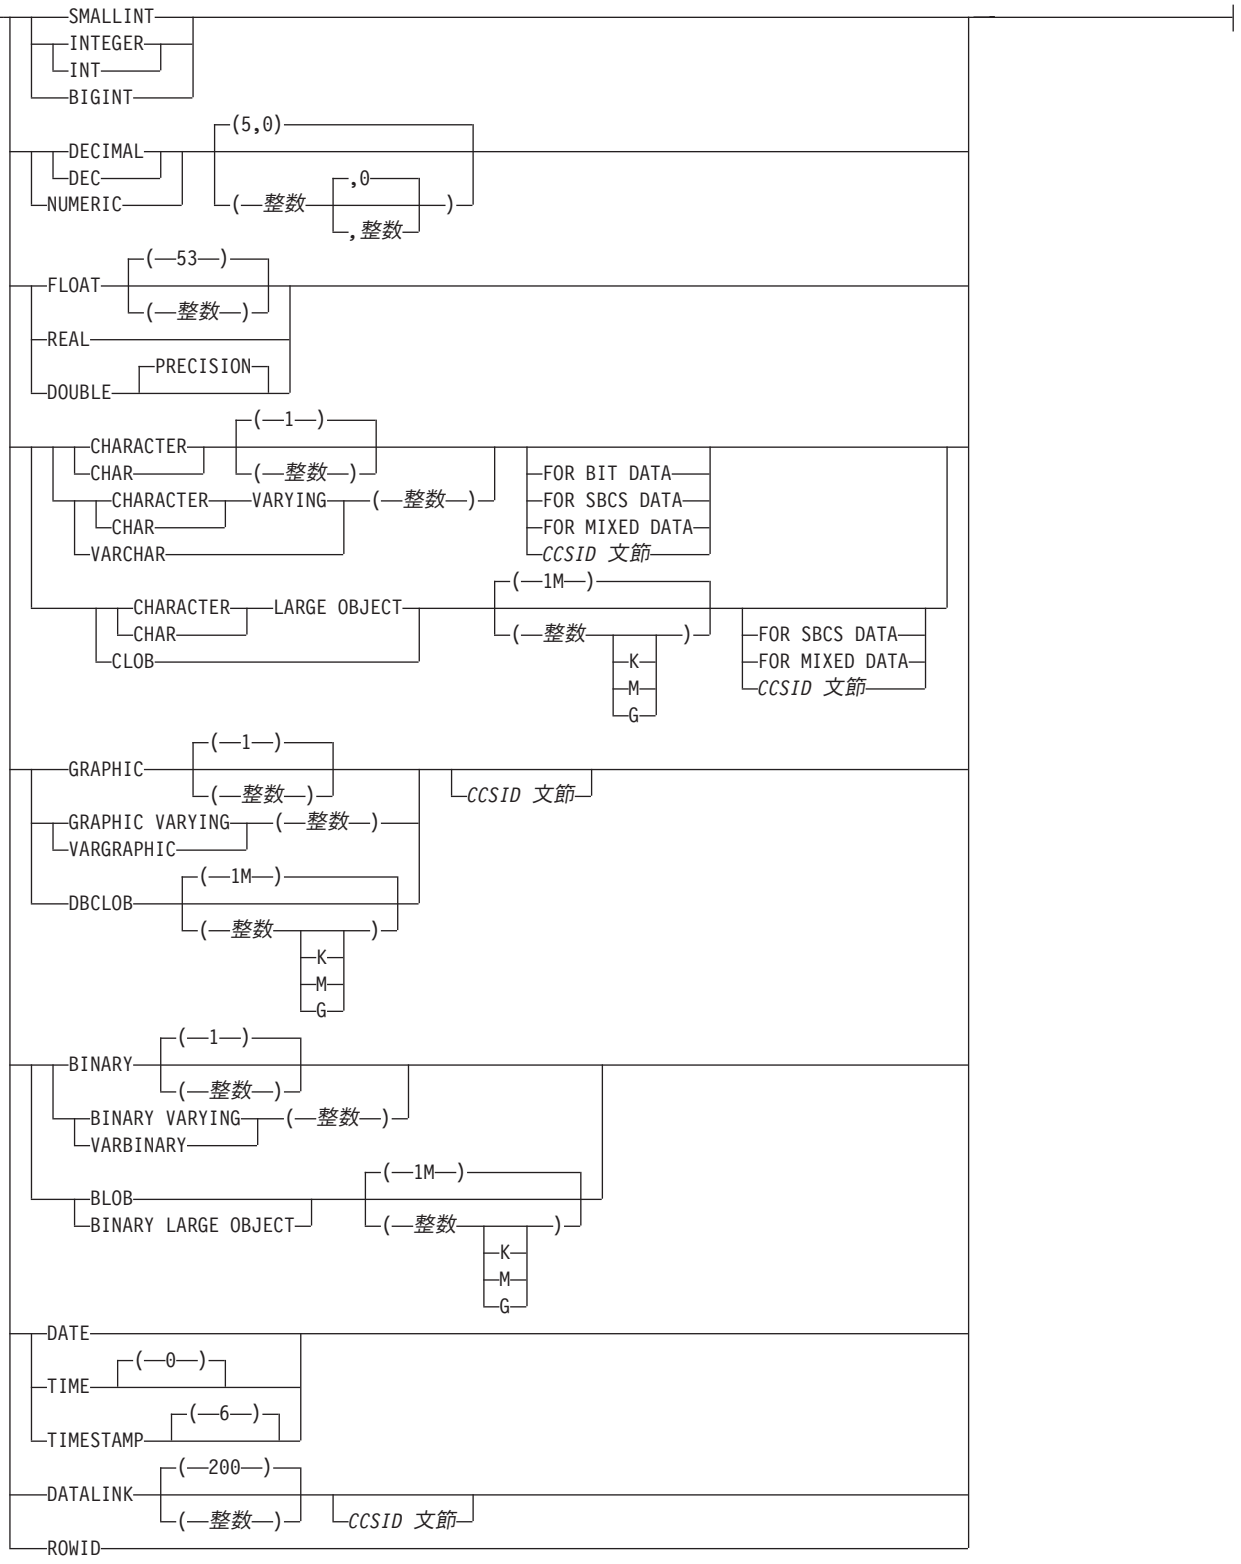 SMALLINT
INTEGER
INT
BIGINT
(5,0)
DECIMAL
DEC
,0
NUMERIC
( 整数 )
,整数
( 53 )
FLOAT
( 整数 )
REAL
PRECISION
DOUBLE
( 1 )
CHARACTER
CHAR
( 整数 )
FOR BIT DATA
CHARACTER VARYING ( 整数 )
FOR SBCS DATA
CHAR
FOR MIXED DATA
VARCHAR
CCSID 文節
( 1M )
CHARACTER LARGE OBJECT
CHAR
( 整数 )
FOR SBCS DATA
CLOB
K
FOR MIXED DATA
M
CCSID 文節
G
( 1 )
GRAPHIC
( 整数 )
CCSID 文節
GRAPHIC VARYING ( 整数 )
VARGRAPHIC
( 1M )
DBCLOB
( 整数 )
K
M
G
( 1 )
BINARY
( 整数 )
BINARY VARYING ( 整数 )
VARBINARY
( 1M )
BLOB
BINARY LARGE OBJECT
( 整数 )
K
M
G
DATE
( 0 )
TIME
( 6 )
TIMESTAMP
( 200 )
DATALINK
( 整数 )
CCSID 文節
ROWID